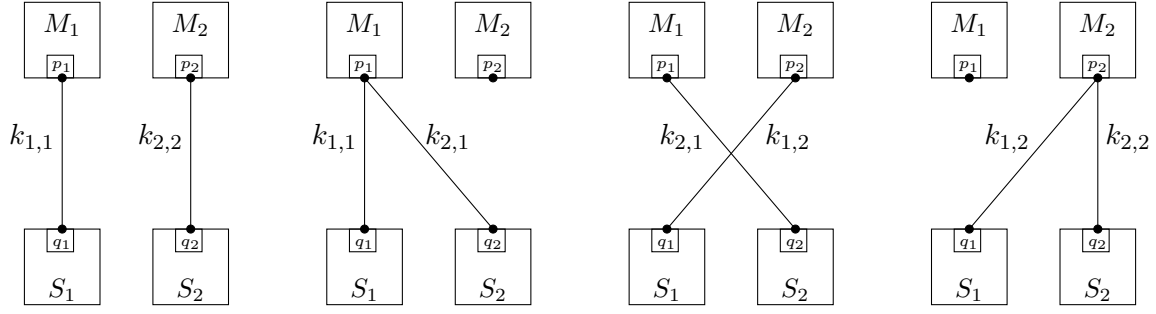 M₁ M₂ M₁ M₂ M₁ M₂ M₁ M₂
p₁ p₂ p₁ p₂ p₁ p₂ p₁ p₂
k₁,₁ k₂,₂ k₁,₁ k₂,₁ k₂,₁ k₁,₂ k₁,₂ k₂,₂
q₁ q₂ q₁ q₂ q₁ q₂ q₁ q₂
S₁ S₂ S₁ S₂ S₁ S₂ S₁ S₂